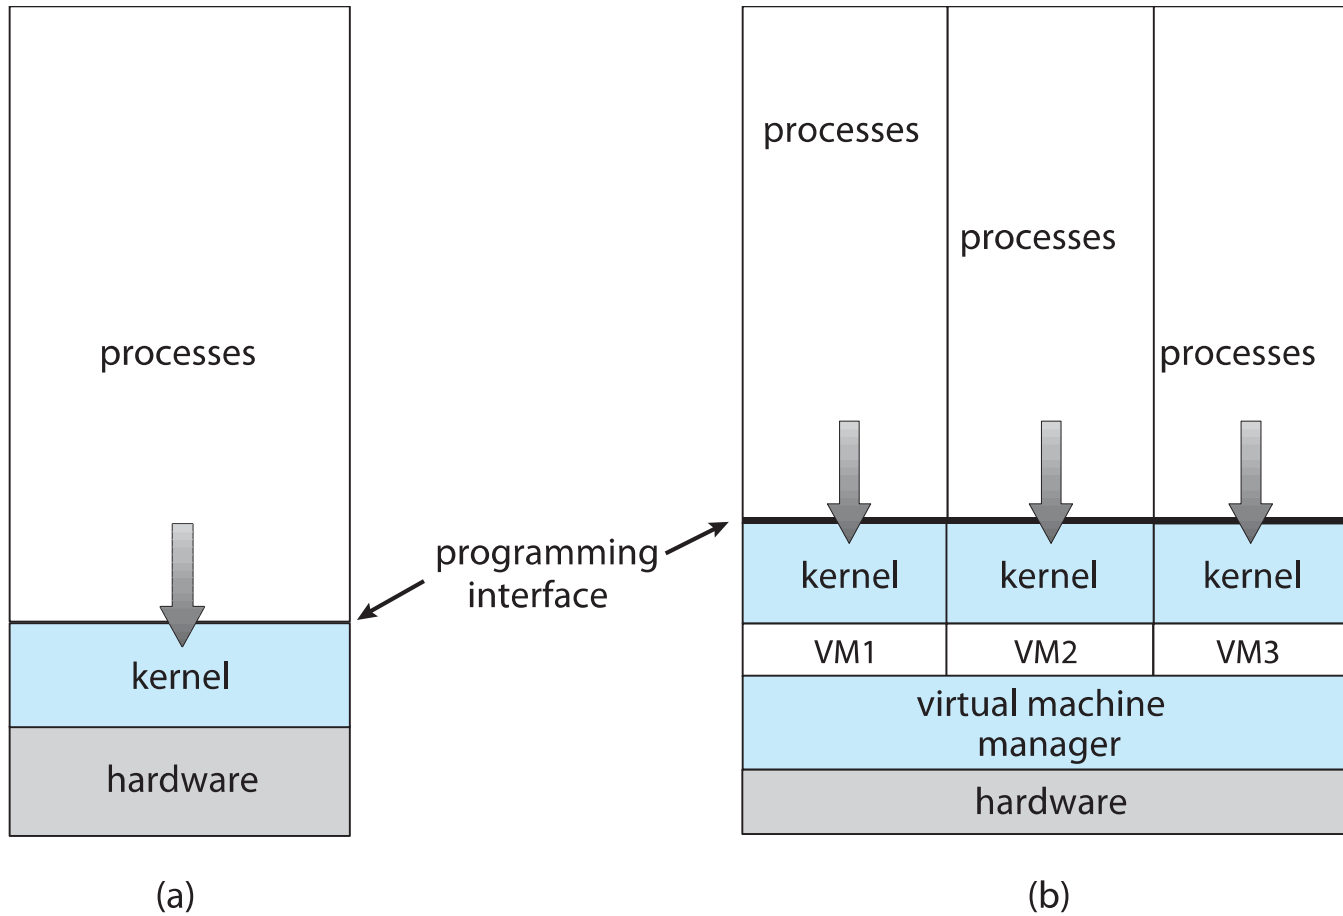 processes
kernel
hardware
(a)
programming
interface
processes
processes
processes
kernel
kernel
kernel
VM1
VM2
VM3
virtual machine
manager
hardware
(b)